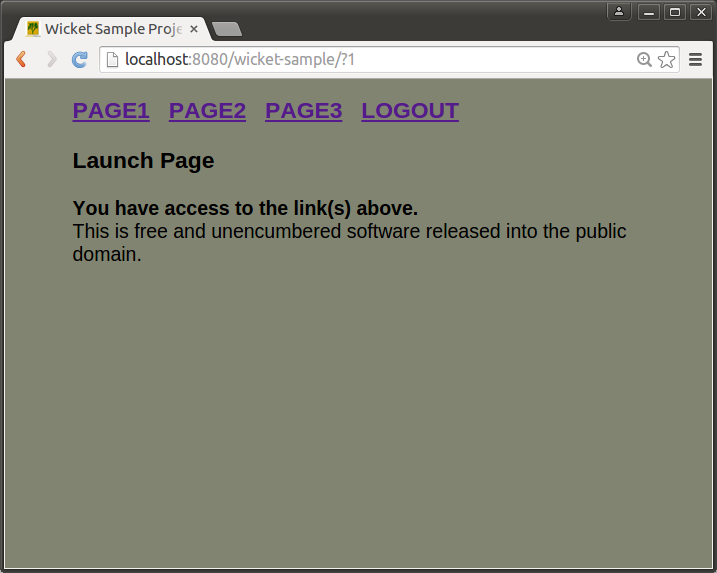 Wicket Sample Proje
localhost:8080/wicket-sample/?1
PAGE1 PAGE2 PAGE3 LOGOUT
Launch Page
You have access to the link(s) above.
This is free and unencumbered software released into the public
domain.